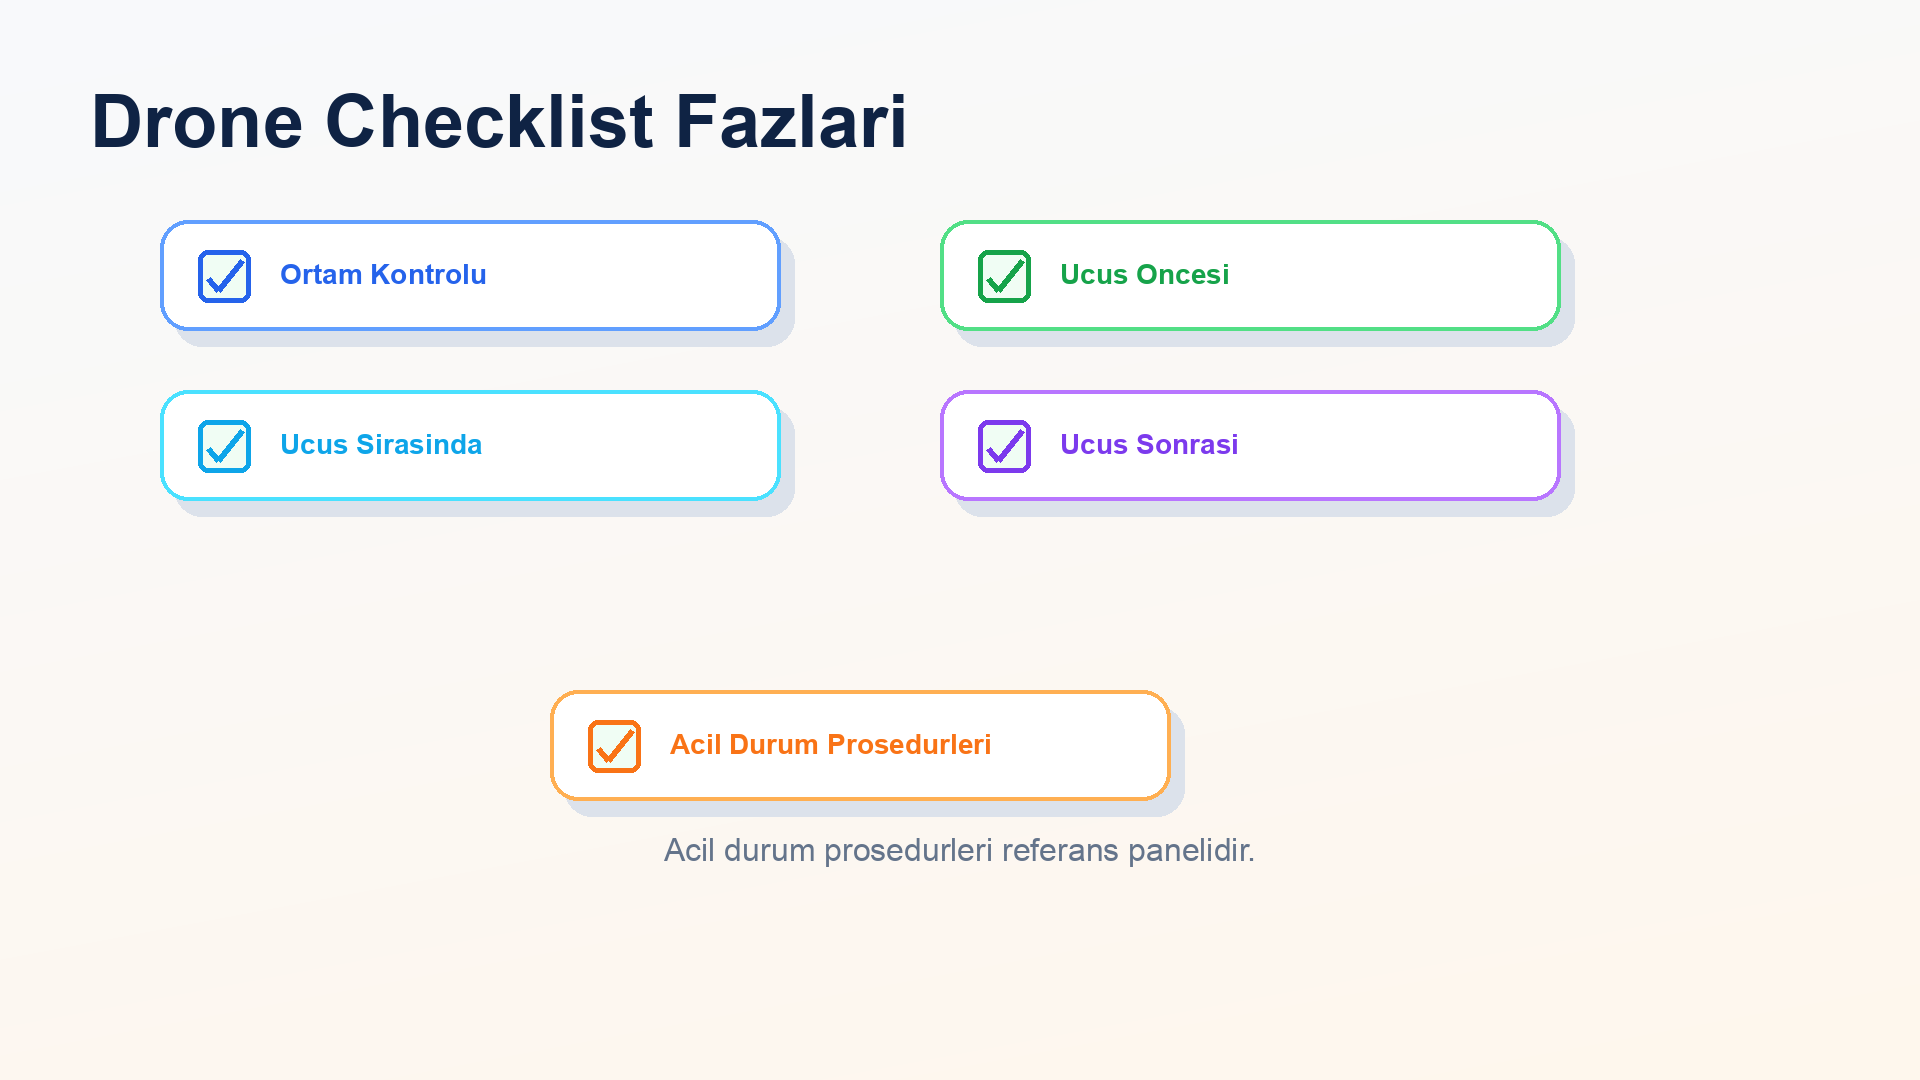 Drone Checklist Fazlari
Ortam Kontrolu
Ucus Oncesi
Ucus Sirasinda
Ucus Sonrasi
Acil Durum Prosedurleri
Acil durum prosedurleri referans panelidir.